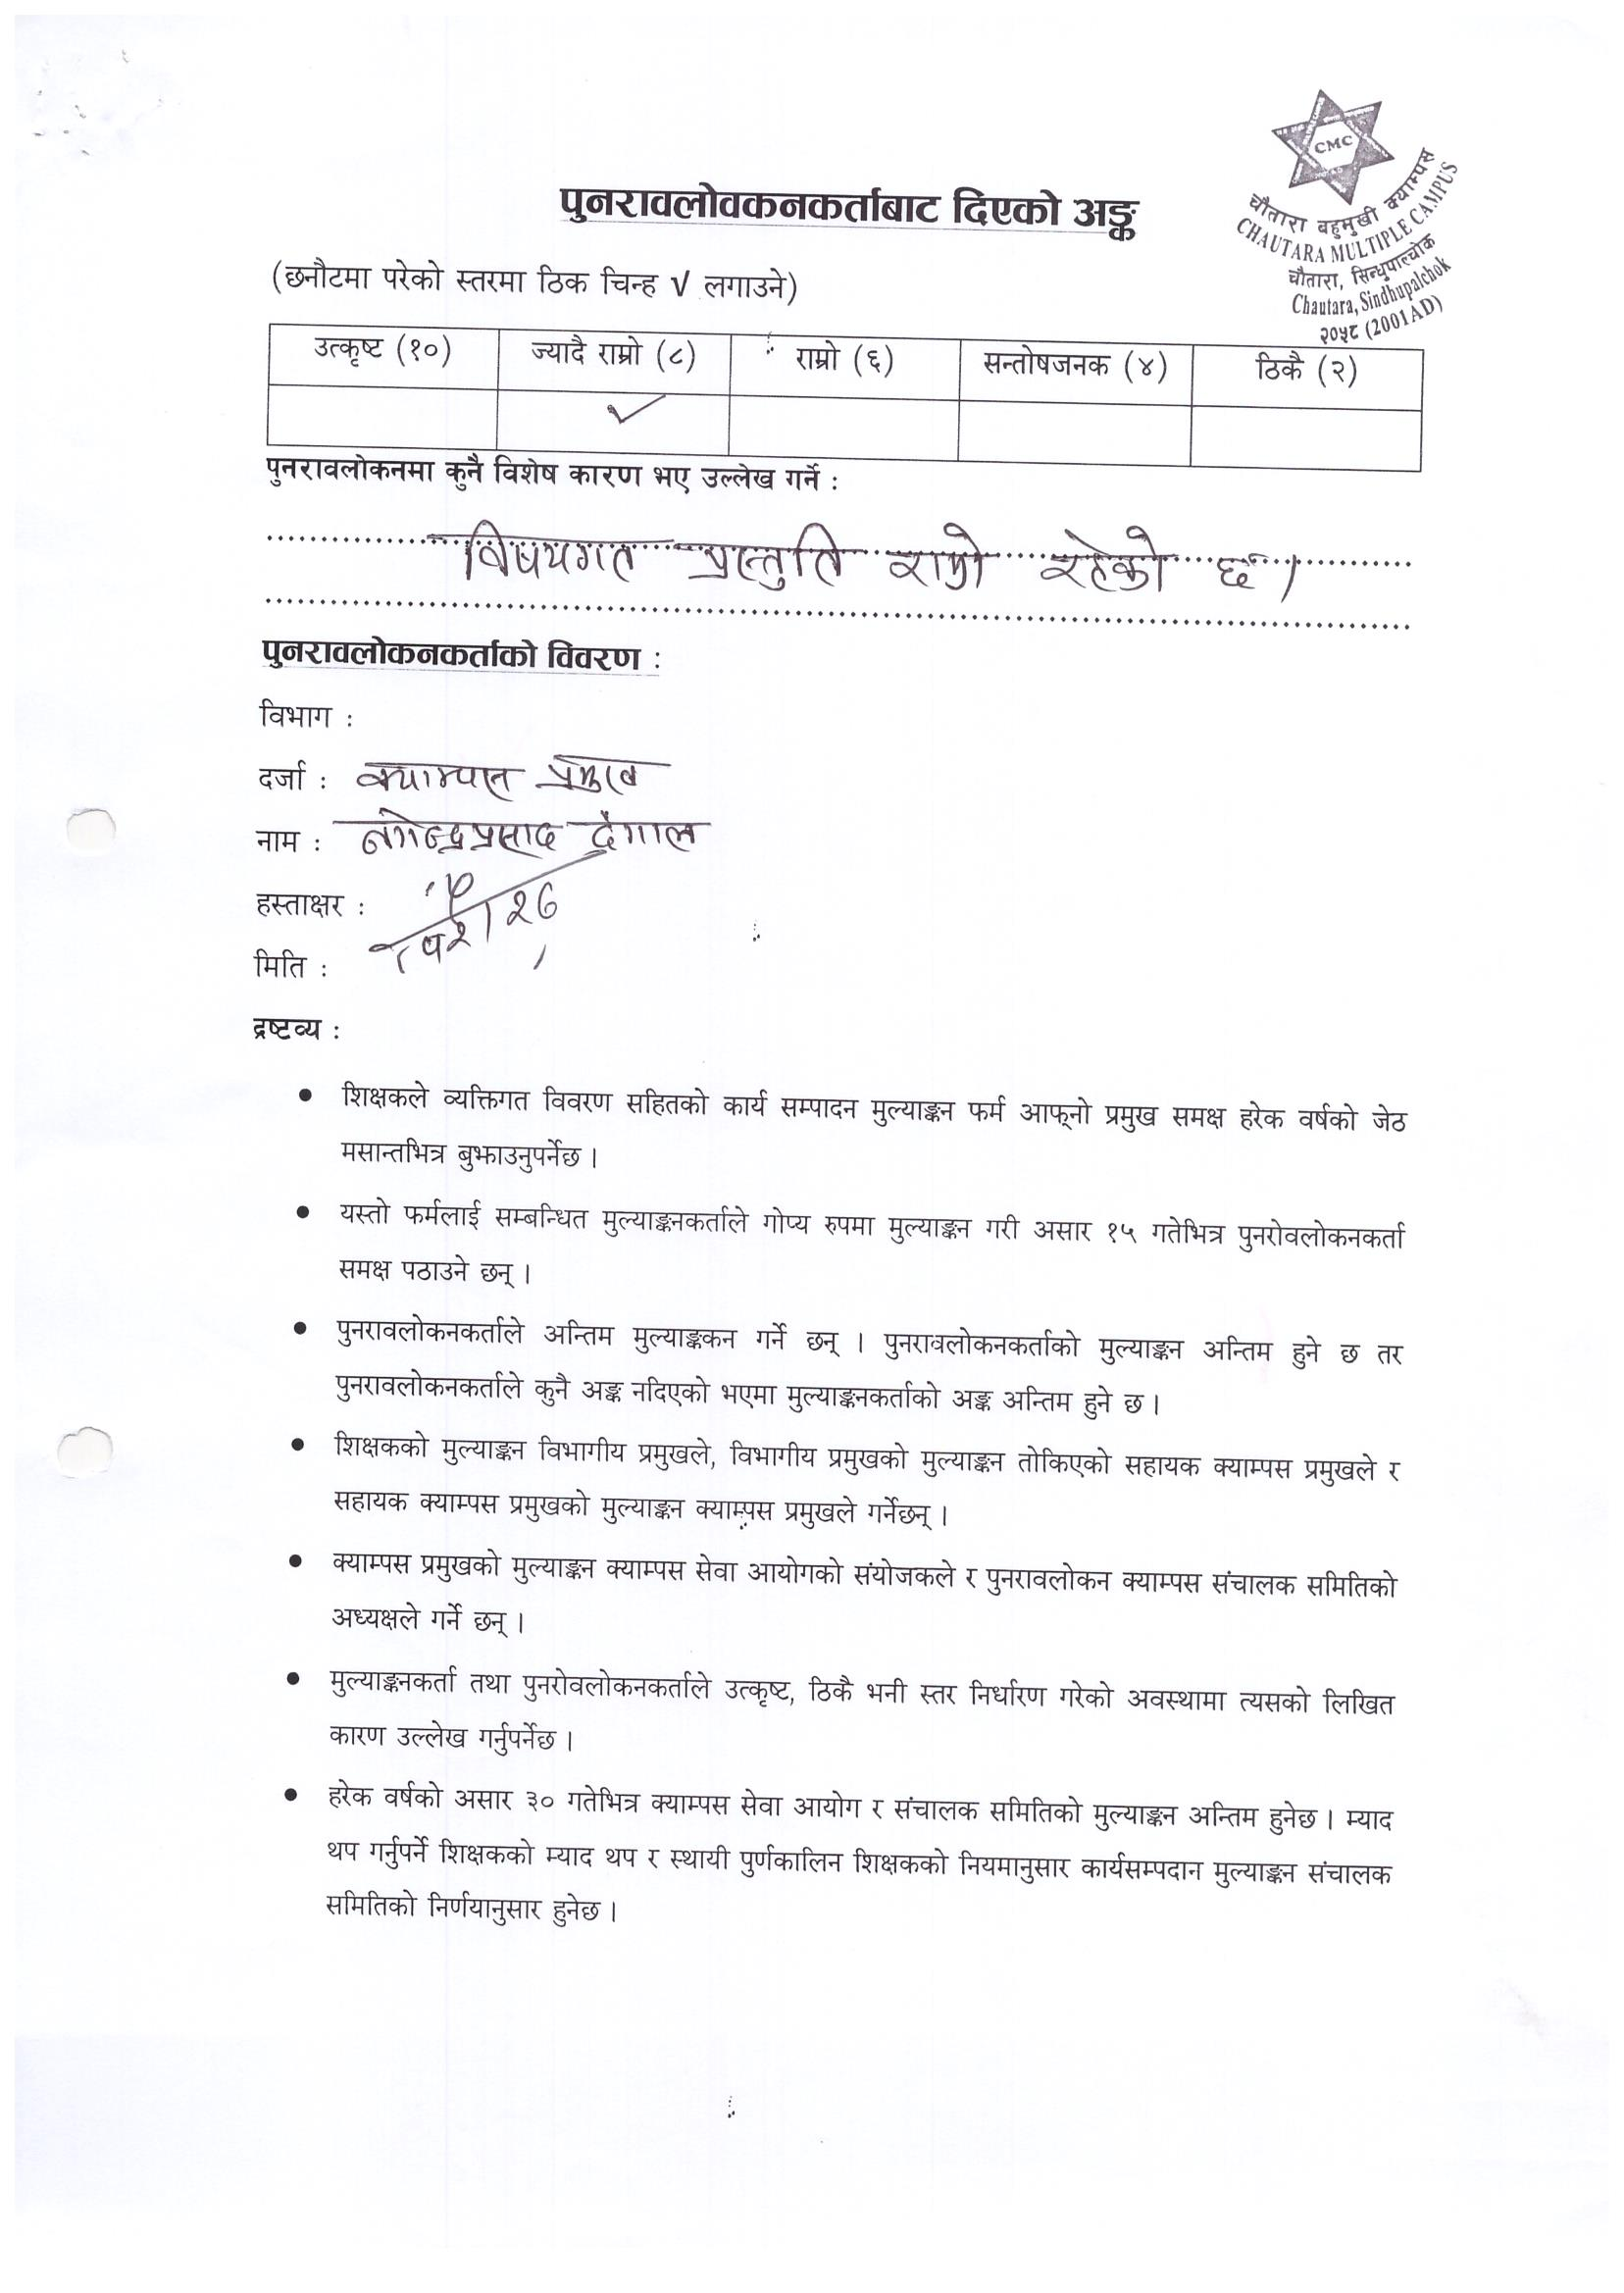 CMC
चौतारा बहुमुखी क्याम्पस
CHAUTARA MULTIPLE CAMPUS
चौतारा, सिन्धुपाल्चोक
Chautara, Sindhupalchok
२०५८ (2001AD)
पुनरावलोवकनकर्ताबाट दिएको अङ्क
(छनौटमा परेको स्तरमा ठिक चिन्ह √ लगाउने)
उत्कृष्ट (१०) ज्यादै राम्रो (८) राम्रो (६) सन्तोषजनक (४) ठिकै (२)
✓
पुनरावलोकनमा कुनै विशेष कारण भए उल्लेख गर्ने :
विषयगत प्रस्तुति राम्रो रहेको छ।
पुनरावलोकनकर्ताको विवरण :
विभाग :
दर्जा : क्याम्पास प्रमुख
नाम : नगेन्द्रप्रसाद
हस्ताक्षर :
मिति :
द्रष्टव्य :
• शिक्षकले व्यक्तिगत विवरण सहितको कार्य सम्पादन मुल्याङ्कन फर्म आफ्नो प्रमुख समक्ष हरेक वर्षको जेठ
मसान्तभित्र बुझाउनुपर्नेछ ।
• यस्तो फर्मलाई सम्बन्धित मुल्याङ्कनकर्ताले गोप्य रुपमा मुल्याङ्कन गरी असार १५ गतेभित्र पुनरोवलोकनकर्ता
समक्ष पठाउने छन् ।
• पुनरावलोकनकर्ताले अन्तिम मुल्याङ्ककन गर्ने छन् । पुनरावलोकनकर्ताको मुल्याङ्कन अन्तिम हुने छ तर
पुनरावलोकनकर्ताले कुनै अङ्क नदिएको भएमा मुल्याङ्कनकर्ताको अङ्क अन्तिम हुने छ ।
• शिक्षकको मुल्याङ्कन विभागीय प्रमुखले, विभागीय प्रमुखको मुल्याङ्कन तोकिएको सहायक क्याम्पस प्रमुखले र
सहायक क्याम्पस प्रमुखको मुल्याङ्कन क्याम्पस प्रमुखले गर्नेछन् ।
• क्याम्पस प्रमुखको मुल्याङ्कन क्याम्पस सेवा आयोगको संयोजकले र पुनरावलोकन क्याम्पस संचालक समितिको
अध्यक्षले गर्ने छन् ।
• मुल्याङ्कनकर्ता तथा पुनरोवलोकनकर्ताले उत्कृष्ट, ठिकै भनी स्तर निर्धारण गरेको अवस्थामा त्यसको लिखित
कारण उल्लेख गर्नुपर्नेछ ।
• हरेक वर्षको असार ३० गतेभित्र क्याम्पस सेवा आयोग र संचालक समितिको मुल्याङ्कन अन्तिम हुनेछ । म्याद
थप गर्नुपर्ने शिक्षकको म्याद थप र स्थायी पुर्णकालिन शिक्षकको नियमानुसार कार्यसम्पदान मुल्याङ्कन संचालक
समितिको निर्णयानुसार हुनेछ ।